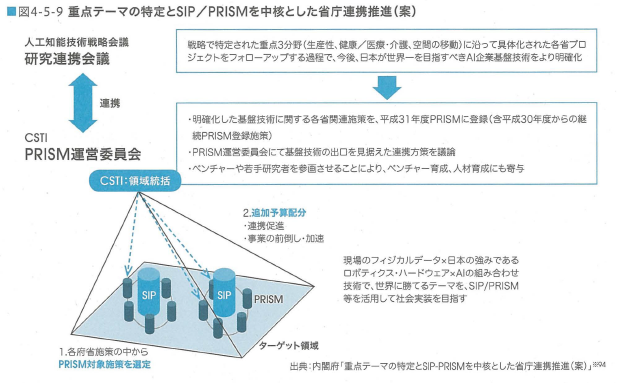 ■図4-5-9 重点テーマの特定とSIP／PRISMを中核とした省庁連携推進（案）
人工知能技術戦略会議
研究連携会議
戦略で特定された重点3分野（生産性、健康／医療・介護、空間の移動）に沿って具体化された各省プロ
ジェクトをフォローアップする過程で、今後、日本が世界一を目指すべきAI企業基盤技術をより明確化
連携
CSTI
PRISM運営委員会
・明確化した基盤技術に関する各省関連施策を、平成31年度PRISMに登録（含平成30年度からの継
続PRISM登録施策）
・PRISM運営委員会にて基盤技術の出口を見据えた連携方策を議論
・ベンチャーや若手研究者を参画させることにより、ベンチャー育成、人材育成にも寄与
CSTI：領域統括
2.追加予算配分
・連携促進
・事業の前倒し・加速
現場のフィジカルデータ×日本の強みである
ロボティクス・ハードウェア×AIの組み合わせ
技術で、世界に勝てるテーマを、SIP/PRISM
等を活用して社会実装を目指す
SIP
SIP
PRISM
ターゲット領域
1.各府省施策の中から
PRISM対象施策を選定
出典：内閣府「重点テーマの特定とSIP-PRISMを中核とした省庁連携推進（案）」※94